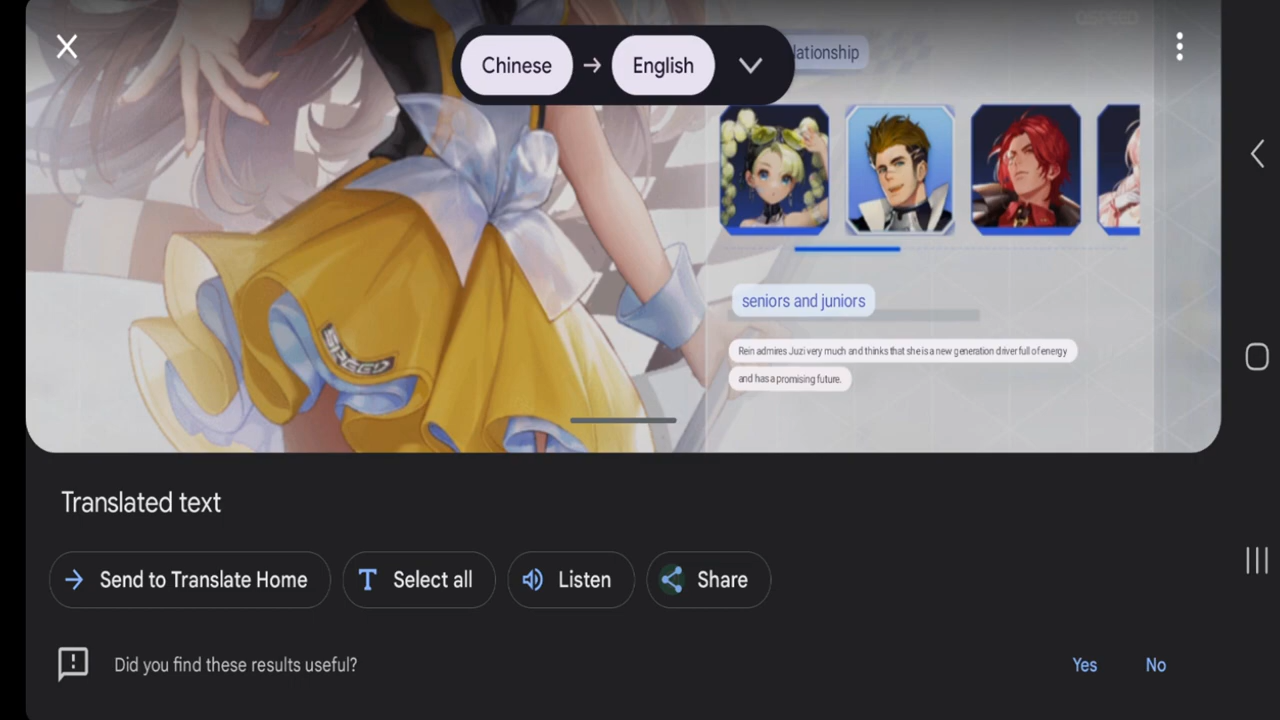 QSPEED
Chinese
English
lationship
seniors and juniors
Rein admires Juzi very much and thinks that she is a new generation driver full of energy
and has a promising future.
SPEED
Translated text
Send to Translate Home
Select all
Listen
Share
Did you find these results useful?
Yes
No